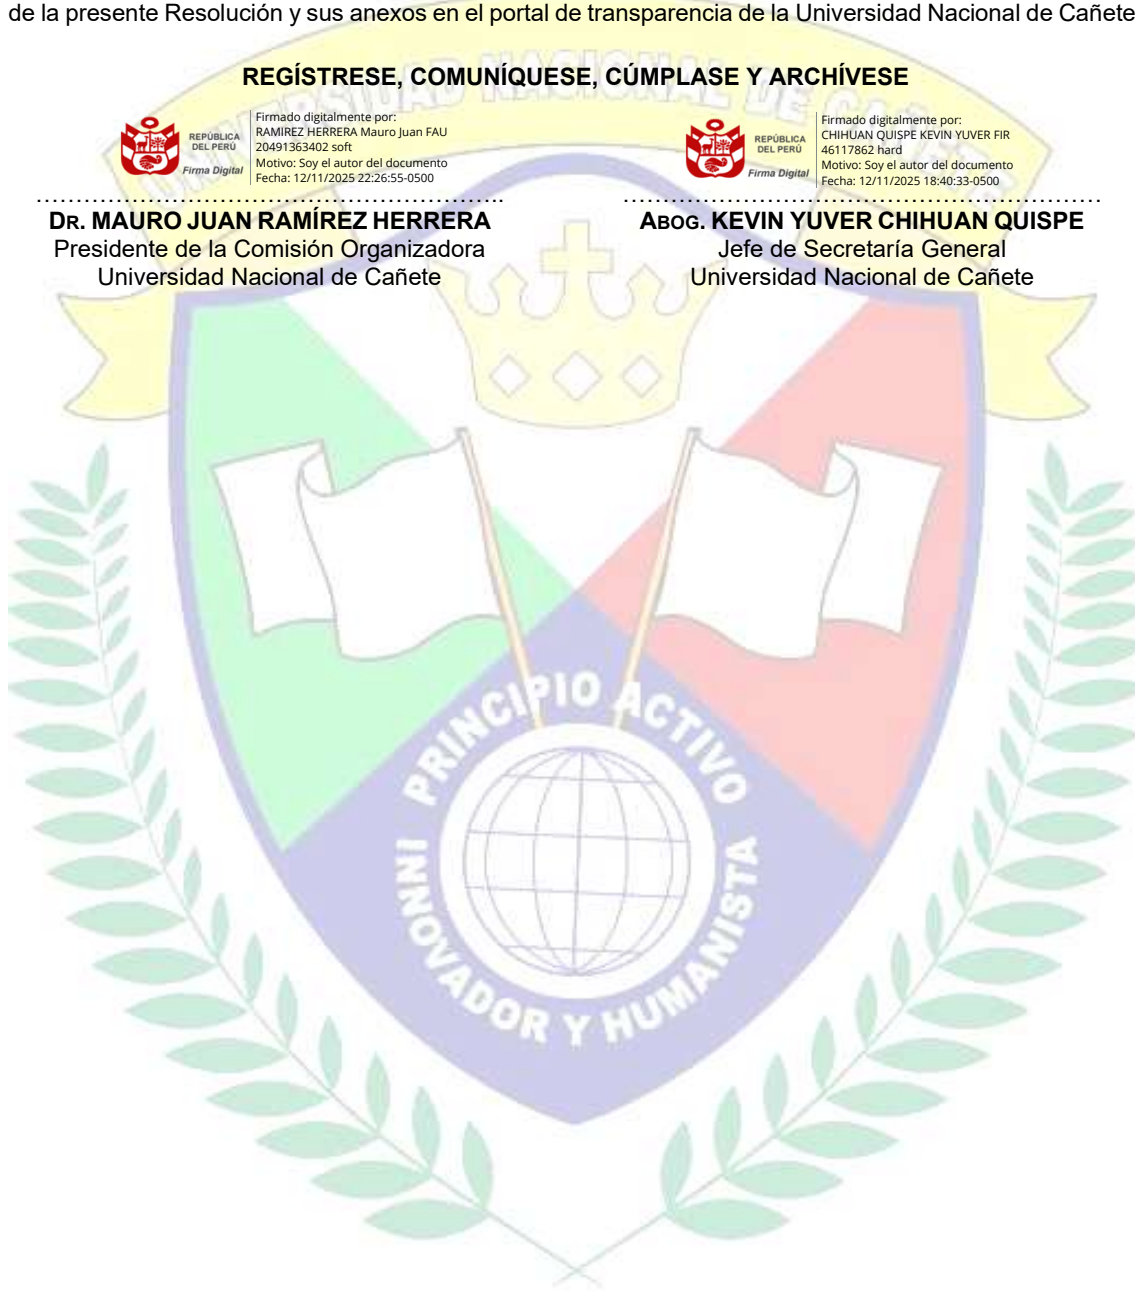 de la presente Resolución y sus anexos en el portal de transparencia de la Universidad Nacional de Cañete
UNIVERSIDAD NACIONAL DE CAÑETE
REGÍSTRESE, COMUNÍQUESE, CÚMPLASE Y ARCHÍVESE
REPÚBLICA
DEL PERÚ
Firma Digital
Firmado digitalmente por:
RAMIREZ HERRERA Mauro Juan FAU
20491363402 soft
Motivo: Soy el autor del documento
Fecha: 12/11/2025 22:26:55-0500
REPÚBLICA
DEL PERÚ
Firma Digital
Firmado digitalmente por:
CHIHUAN QUISPE KEVIN YUVER FIR
46117862 hard
Motivo: Soy el autor del documento
Fecha: 12/11/2025 18:40:33-0500
DR. MAURO JUAN RAMÍREZ HERRERA
Presidente de la Comisión Organizadora
Universidad Nacional de Cañete
ABOG. KEVIN YUVER CHIHUAN QUISPE
Jefe de Secretaría General
Universidad Nacional de Cañete
PRINCIPIO ACTIVO
INNOVADOR Y HUMANISTA